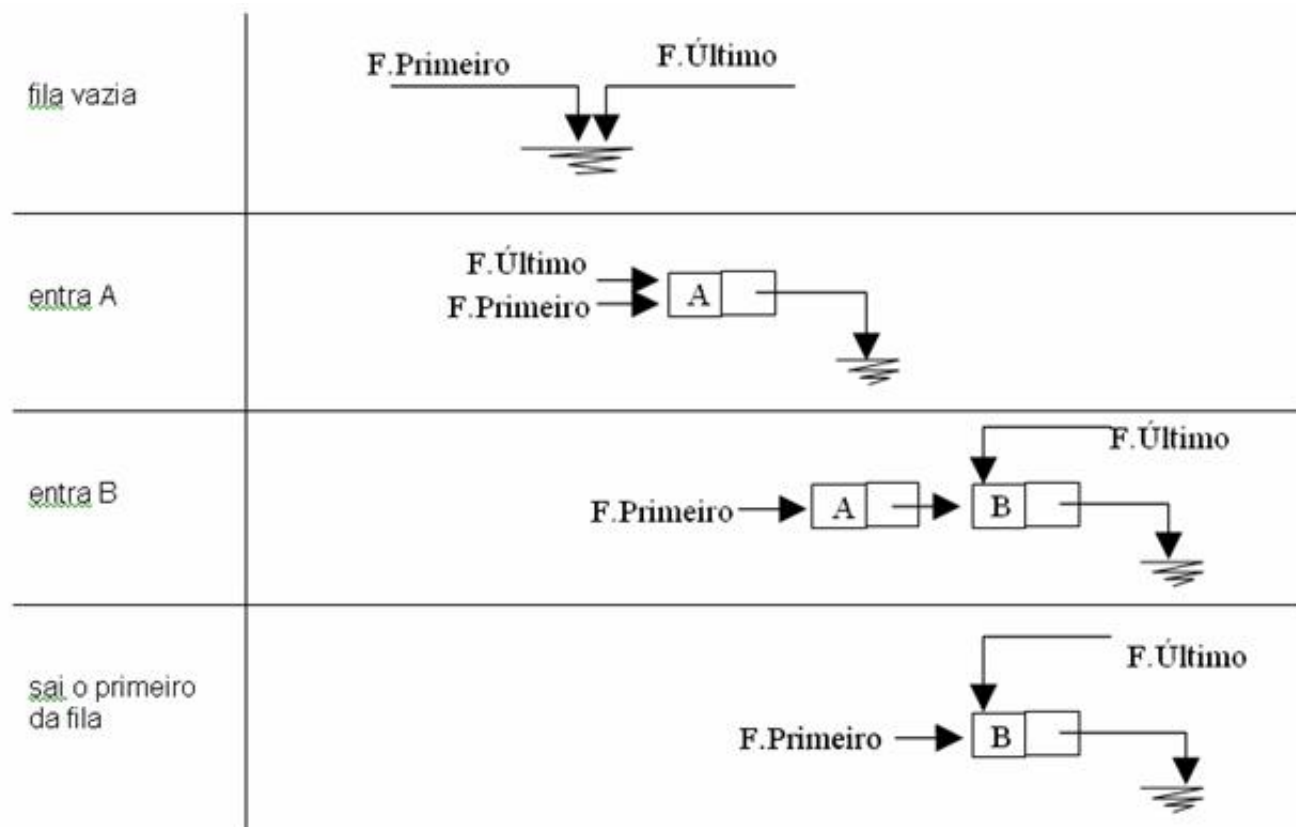 fila vazia
F.Primeiro
F.Último
entra A
F.Último
F.Primeiro
A
entra B
F.Último
F.Primeiro
A
B
sai o primeiro
da fila
F.Último
F.Primeiro
B